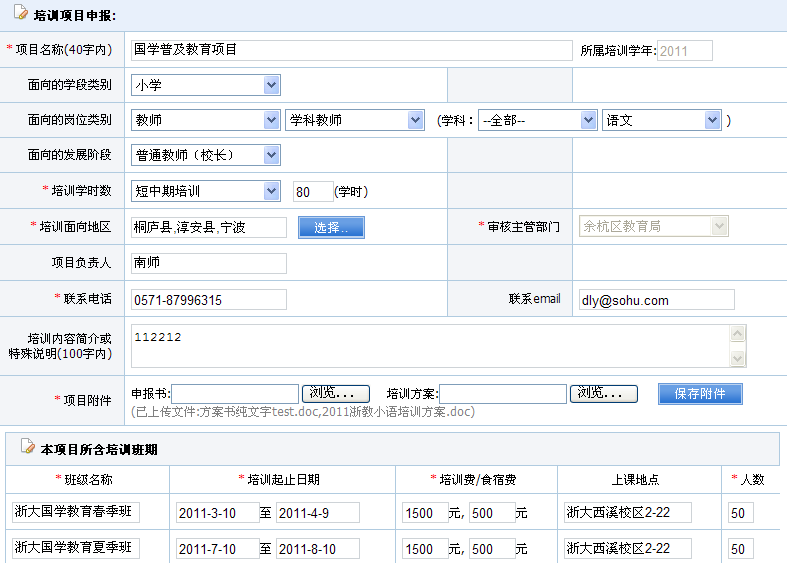 培训项目申报:
*项目名称(40字内) 国学普及教育项目 所属培训学年: 2011
面向的学段类别 小学
面向的岗位类别 教师 学科教师 (学科： --全部-- 语文 )
面向的发展阶段 普通教师（校长）
*培训学时数 短中期培训 80 (学时)
*培训面向地区 桐庐县,淳安县,宁波 选择.. *审核主管部门 余杭区教育局
项目负责人 南师
*联系电话 0571-87996315 联系email dly@sohu.com
培训内容简介或
特殊说明(100字内) 112212
*项目附件 申报书: 浏览... 培训方案: 浏览... 保存附件
(已上传文件:方案书纯文字test.doc,2011浙教小语培训方案.doc)
本项目所含培训班期
*班级名称 *培训起止日期 *培训费/食宿费 上课地点 *人数
浙大国学教育春季班 2011-3-10 至 2011-4-9 1500 元, 500 元 浙大西溪校区2-22 50
浙大国学教育夏季班 2011-7-10 至 2011-8-10 1500 元, 500 元 浙大西溪校区2-22 50